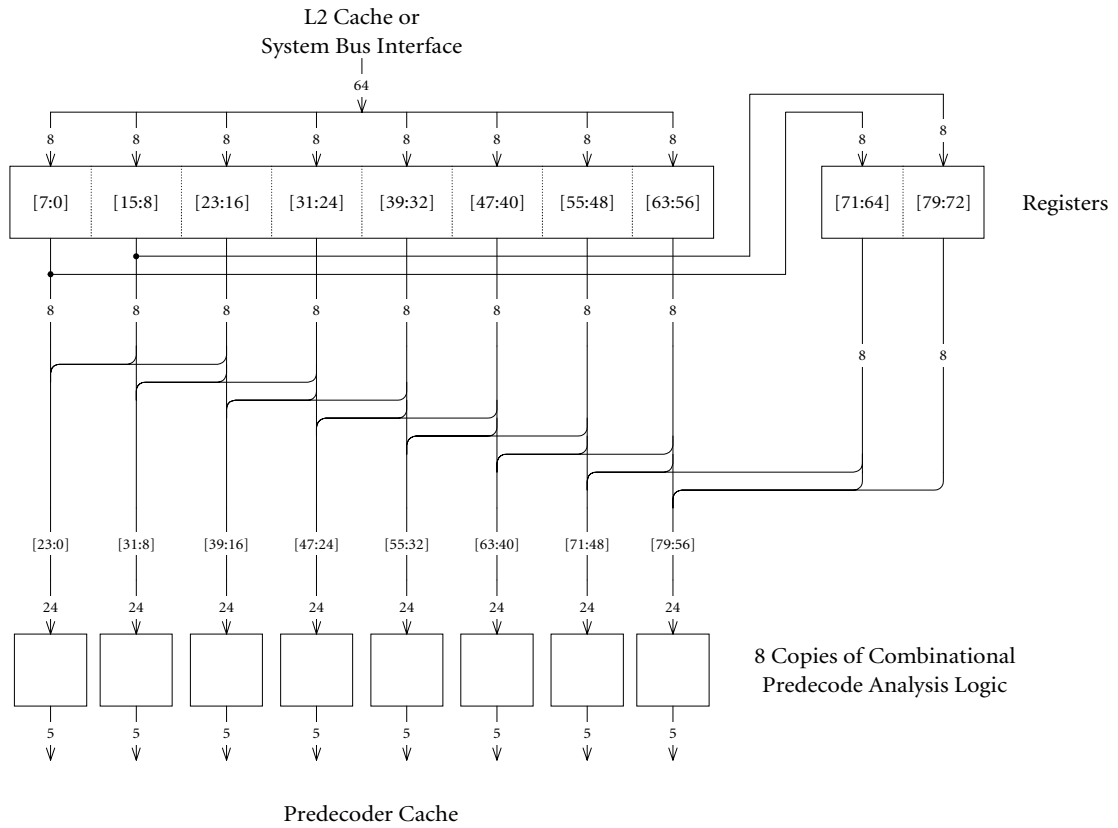 L2 Cache or
System Bus Interface
64
8 8 8 8 8 8 8 8 8 8
[7:0] [15:8] [23:16] [31:24] [39:32] [47:40] [55:48] [63:56] [71:64] [79:72] Registers
8 8 8 8 8 8 8 8
8 8
[23:0] [31:8] [39:16] [47:24] [55:32] [63:40] [71:48] [79:56]
24 24 24 24 24 24 24 24
8 Copies of Combinational
Predecode Analysis Logic
5 5 5 5 5 5 5 5
Predecoder Cache